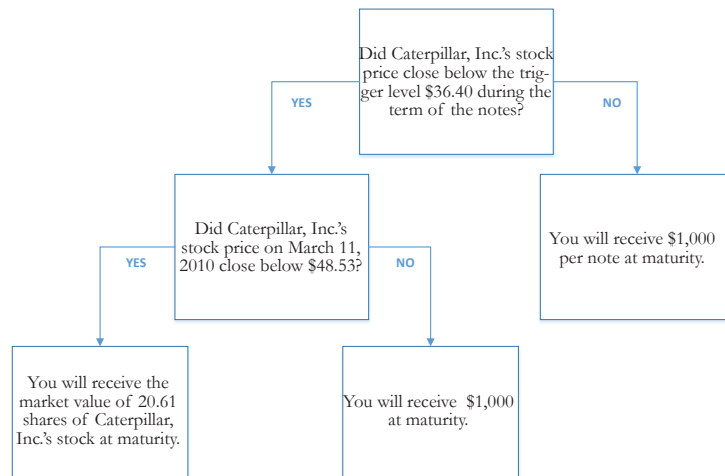 Did Caterpillar, Inc.'s stock
price close below the trig-
ger level $36.40 during the
term of the notes?
YES
NO
Did Caterpillar, Inc.'s
stock price on March 11,
2010 close below $48.53?
You will receive $1,000
per note at maturity.
YES
NO
You will receive the
market value of 20.61
shares of Caterpillar,
Inc.'s stock at maturity.
You will receive $1,000
at maturity.